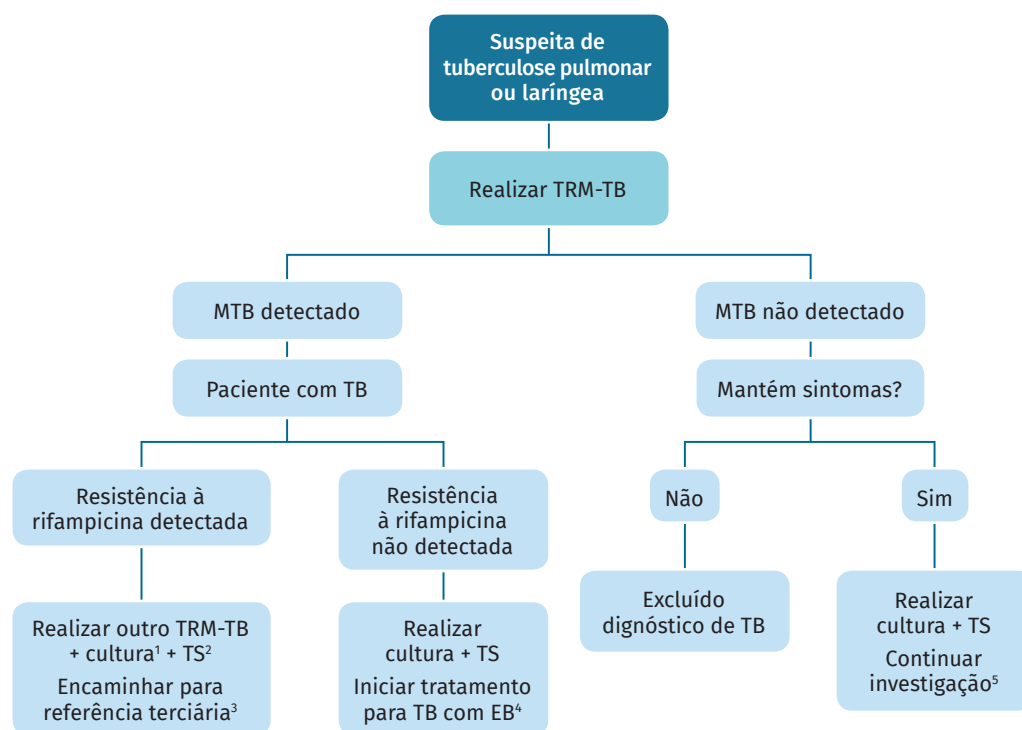 Suspeita de
tuberculose pulmonar
ou laríngea
Realizar TRM-TB
MTB detectado
MTB não detectado
Paciente com TB
Mantém sintomas?
Resistência à
rifampicina detectada
Resistência
à rifampicina
não detectada
Não
Sim
Realizar outro TRM-TB
+ cultura¹ + TS²
Encaminhar para
referência terciária³
Realizar
cultura + TS
Iniciar tratamento
para TB com EB⁴
Excluído
dignóstico de TB
Realizar
cultura + TS
Continuar
investigação⁵